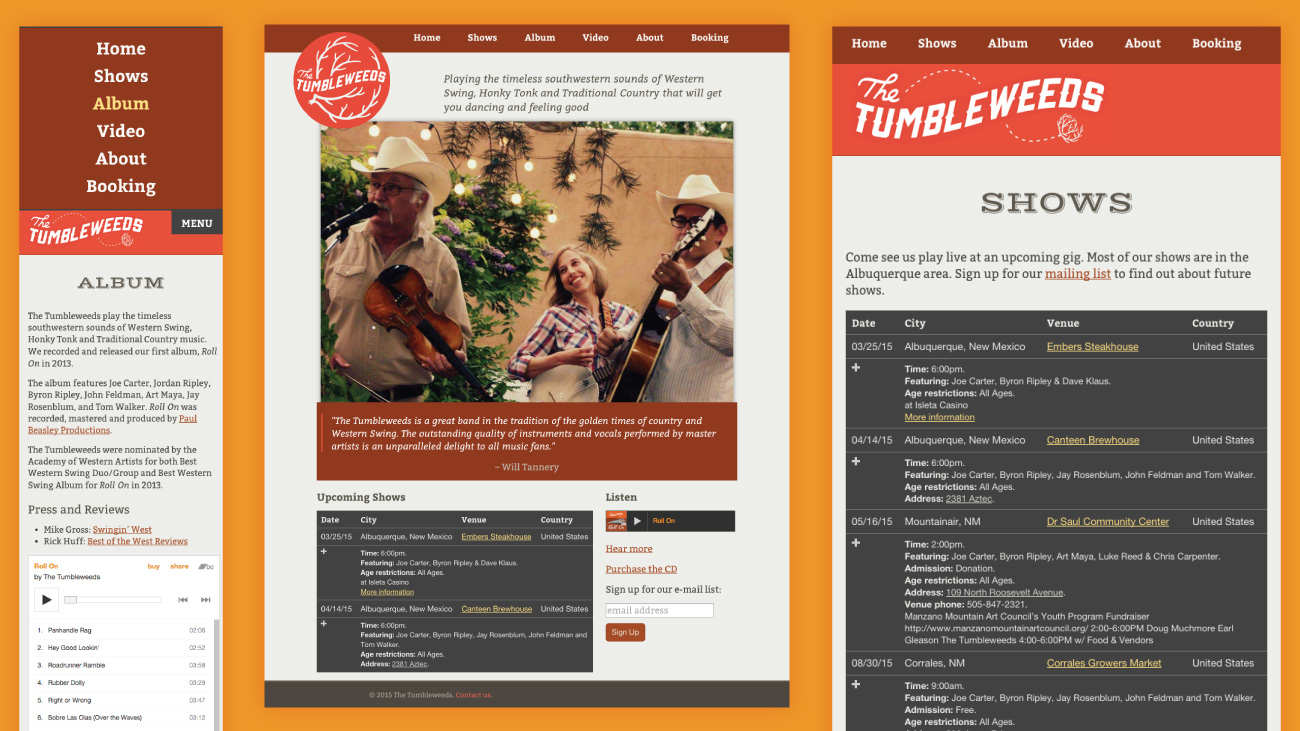 Home
Shows
Album
Video
About
Booking
The
TUMBLEWEEDS
MENU
ALBUM
The Tumbleweeds play the timeless
southwestern sounds of Western Swing,
Honky Tonk and Traditional Country music.
We recorded and released our first album, Roll
On in 2013.
The album features Joe Carter, Jordan Ripley,
Byron Ripley, John Feldman, Art Maya, Jay
Rosenblum, and Tom Walker. Roll On was
recorded, mastered and produced by Paul
Beasley Productions.
The Tumbleweeds were nominated by the
Academy of Western Artists for both Best
Western Swing Duo/Group and Best Western
Swing Album for Roll On in 2013.
Press and Reviews
• Mike Gross: Swingin' West
• Rick Huff: Best of the West Reviews
Roll On buy share bc
by The Tumbleweeds
1. Panhandle Rag 02:06
2. Hey Good Lookin' 02:52
3. Roadrunner Ramble 03:58
4. Rubber Dolly 03:29
5. Right or Wrong 03:47
6. Sobre Las Olas (Over the Waves) 03:12
Home Shows Album Video About Booking
The
TUMBLEWEEDS
Playing the timeless southwestern sounds of Western
Swing, Honky Tonk and Traditional Country that will get
you dancing and feeling good
"The Tumbleweeds is a great band in the tradition of the golden times of country and
Western Swing. The outstanding quality of instruments and vocals performed by master
artists is an unparalleled delight to all music fans."
~ Will Tannery
Upcoming Shows
Date City Venue Country
03/25/15 Albuquerque, New Mexico Embers Steakhouse United States
+ Time: 6:00pm.
Featuring: Joe Carter, Byron Ripley & Dave Klaus.
Age restrictions: All Ages.
at Isleta Casino
More information
04/14/15 Albuquerque, New Mexico Canteen Brewhouse United States
+ Time: 6:00pm.
Featuring: Joe Carter, Byron Ripley, Jay Rosenblum, John Feldman and
Tom Walker.
Age restrictions: All Ages.
Address: 2381 Aztec.
Listen
Roll On
Hear more
Purchase the CD
Sign up for our e-mail list:
email address
Sign Up
© 2015 The Tumbleweeds. Contact us.
Home Shows Album Video About Booking
The
TUMBLEWEEDS
SHOWS
Come see us play live at an upcoming gig. Most of our shows are in the
Albuquerque area. Sign up for our mailing list to find out about future
shows.
Date City Venue Country
03/25/15 Albuquerque, New Mexico Embers Steakhouse United States
+ Time: 6:00pm.
Featuring: Joe Carter, Byron Ripley & Dave Klaus.
Age restrictions: All Ages.
at Isleta Casino
More information
04/14/15 Albuquerque, New Mexico Canteen Brewhouse United States
+ Time: 6:00pm.
Featuring: Joe Carter, Byron Ripley, Jay Rosenblum, John Feldman and Tom Walker.
Age restrictions: All Ages.
Address: 2381 Aztec.
05/16/15 Mountainair, NM Dr Saul Community Center United States
+ Time: 2:00pm.
Featuring: Joe Carter, Byron Ripley, Art Maya, Luke Reed & Chris Carpenter.
Admission: Donation.
Age restrictions: All Ages.
Address: 109 North Roosevelt Avenue.
Venue phone: 505-847-2321.
Manzano Mountain Art Council's Youth Program Fundraiser
http://www.manzanomountainartcouncil.org/ 2:00-6:00PM Doug Muchmore Earl
Gleason The Tumbleweeds 4:00-6:00PM w/ Food & Vendors
08/30/15 Corrales, NM Corrales Growers Market United States
+ Time: 9:00am.
Featuring: Joe Carter, Byron Ripley, Jay Rosenblum, John Feldman and Tom Walker.
Admission: Free.
Age restrictions: All Ages.